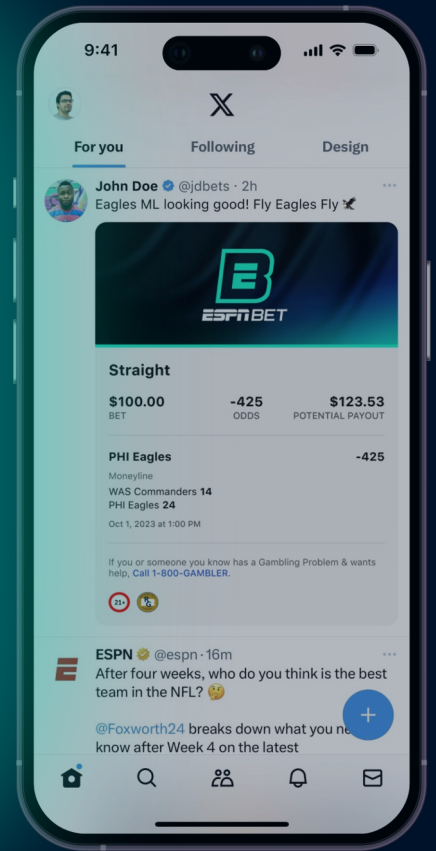 9:41
X
For you Following Design
John Doe @jdbets · 2h
Eagles ML looking good! Fly Eagles Fly 🦅
ESPN BET
Straight
$100.00 -425 $123.53
BET ODDS POTENTIAL PAYOUT
PHI Eagles -425
Moneyline
WAS Commanders 14
PHI Eagles 24
Oct 1, 2023 at 1:00 PM
If you or someone you know has a Gambling Problem & wants
help, Call 1-800-GAMBLER.
21+ RG
ESPN @espn · 16m
After four weeks, who do you think is the best
team in the NFL? 🤔
@Foxworth24 breaks down what you
know after Week 4 on the latest